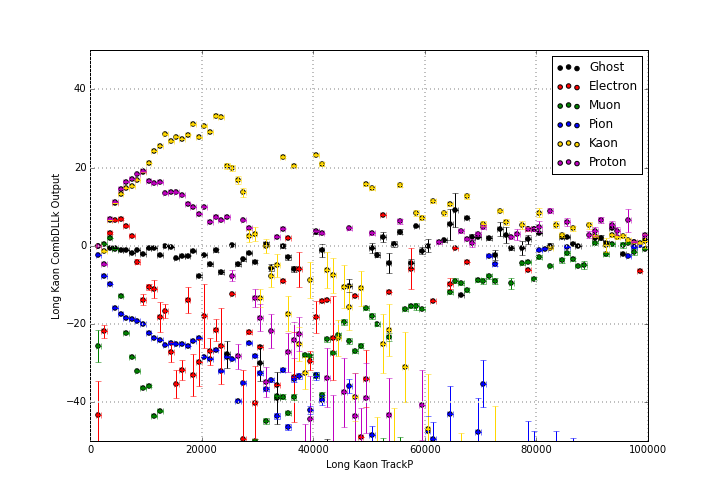 Ghost
Electron
Muon
Pion
Kaon
Proton
40
20
0
−20
−40
Long Kaon CombDLLk Output
0
20000
40000
60000
80000
100000
Long Kaon TrackP